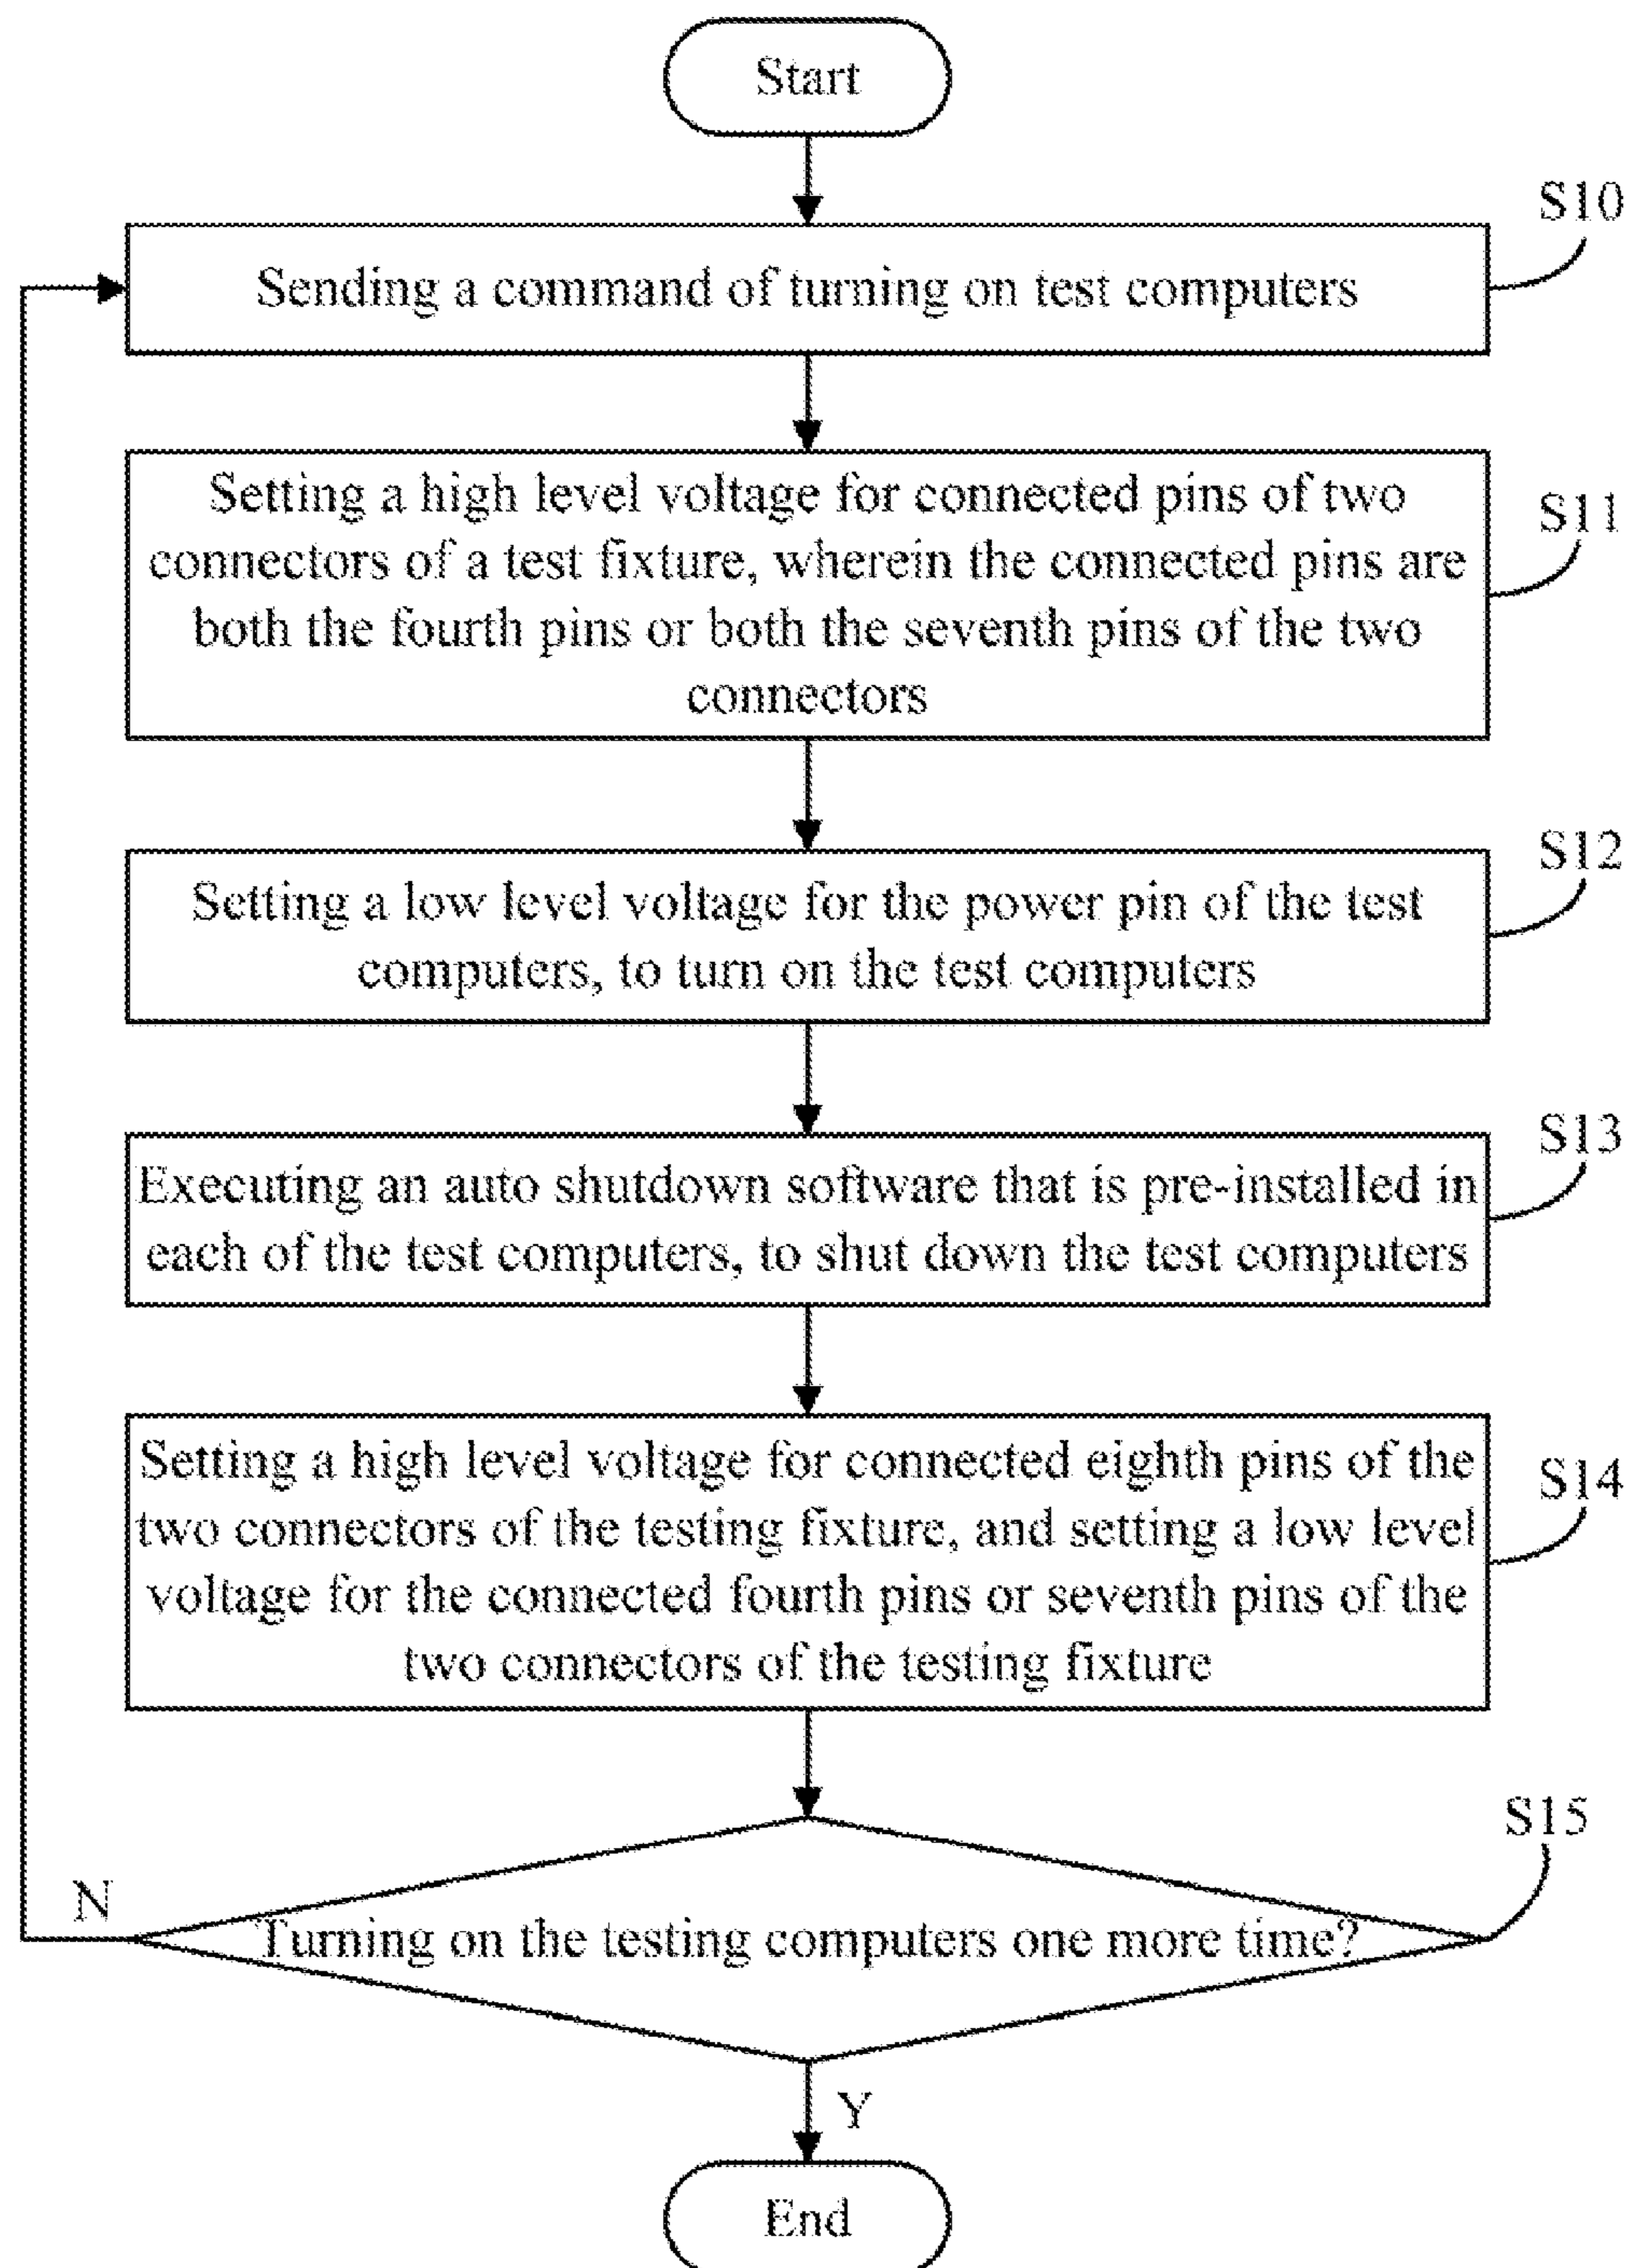 Start
S10
Sending a command of turning on test computers
S11
Setting a high level voltage for connected pins of two
connectors of a test fixture, wherein the connected pins are
both the fourth pins or both the seventh pins of the two
connectors
S12
Setting a low level voltage for the power pin of the test
computers, to turn on the test computers
S13
Executing an auto shutdown software that is pre-installed in
each of the test computers, to shut down the test computers
S14
Setting a high level voltage for connected eighth pins of the
two connectors of the testing fixture, and setting a low level
voltage for the connected fourth pins or seventh pins of the
two connectors of the testing fixture
S15
N
Turning on the testing computers one more time?
Y
End